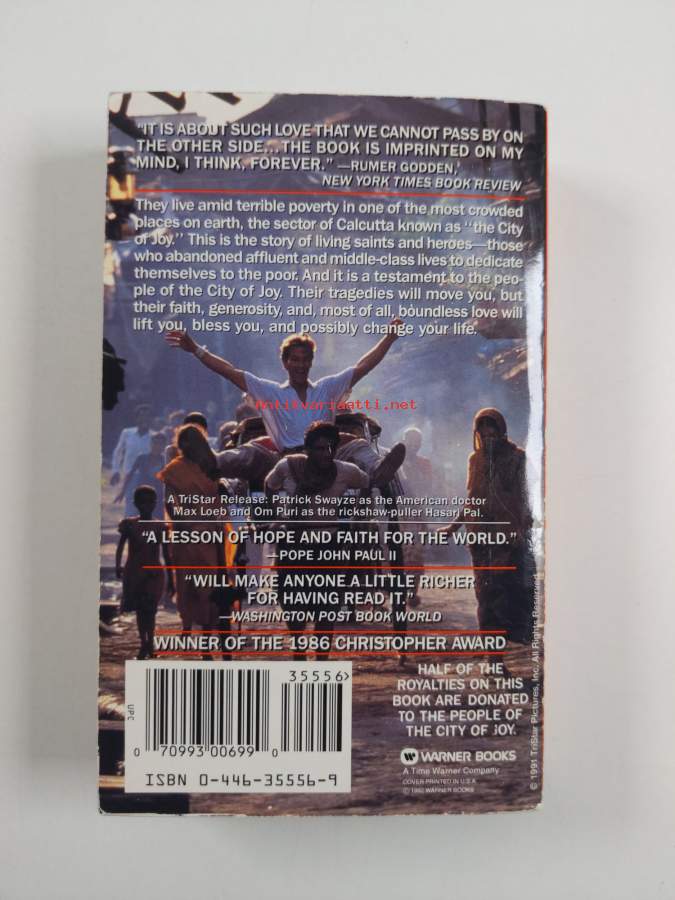 "IT IS ABOUT SUCH LOVE THAT WE CANNOT PASS BY ON
THE OTHER SIDE...THE BOOK IS IMPRINTED ON MY
MIND, I THINK, FOREVER." —RUMER GODDEN,
NEW YORK TIMES BOOK REVIEW
They live amid terrible poverty in one of the most crowded
places on earth, the sector of Calcutta known as "the City
of Joy." This is the story of living saints and heroes—those
who abandoned affluent and middle-class lives to dedicate
themselves to the poor. And it is a testament to the peo-
ple of the City of Joy. Their tragedies will move you, but
their faith, generosity, and, most of all, boundless love will
lift you, bless you, and possibly change your life.
Antikvariaatti.net
A TriStar Release: Patrick Swayze as the American doctor
Max Loeb and Om Puri as the rickshaw-puller Hasari Pal.
"A LESSON OF HOPE AND FAITH FOR THE WORLD."
—POPE JOHN PAUL II
"WILL MAKE ANYONE A LITTLE RICHER
FOR HAVING READ IT."
—WASHINGTON POST BOOK WORLD
WINNER OF THE 1986 CHRISTOPHER AWARD
35556>
UPC
0 70993 00699 0
ISBN 0-446-35556-9
HALF OF THE
ROYALTIES ON THIS
BOOK ARE DONATED
TO THE PEOPLE OF
THE CITY OF JOY.
WARNER BOOKS
A Time Warner Company
COVER PRINTED IN U.S.A.
© 1992 WARNER BOOKS
© 1991 TriStar Pictures, Inc. All Rights Reserved.